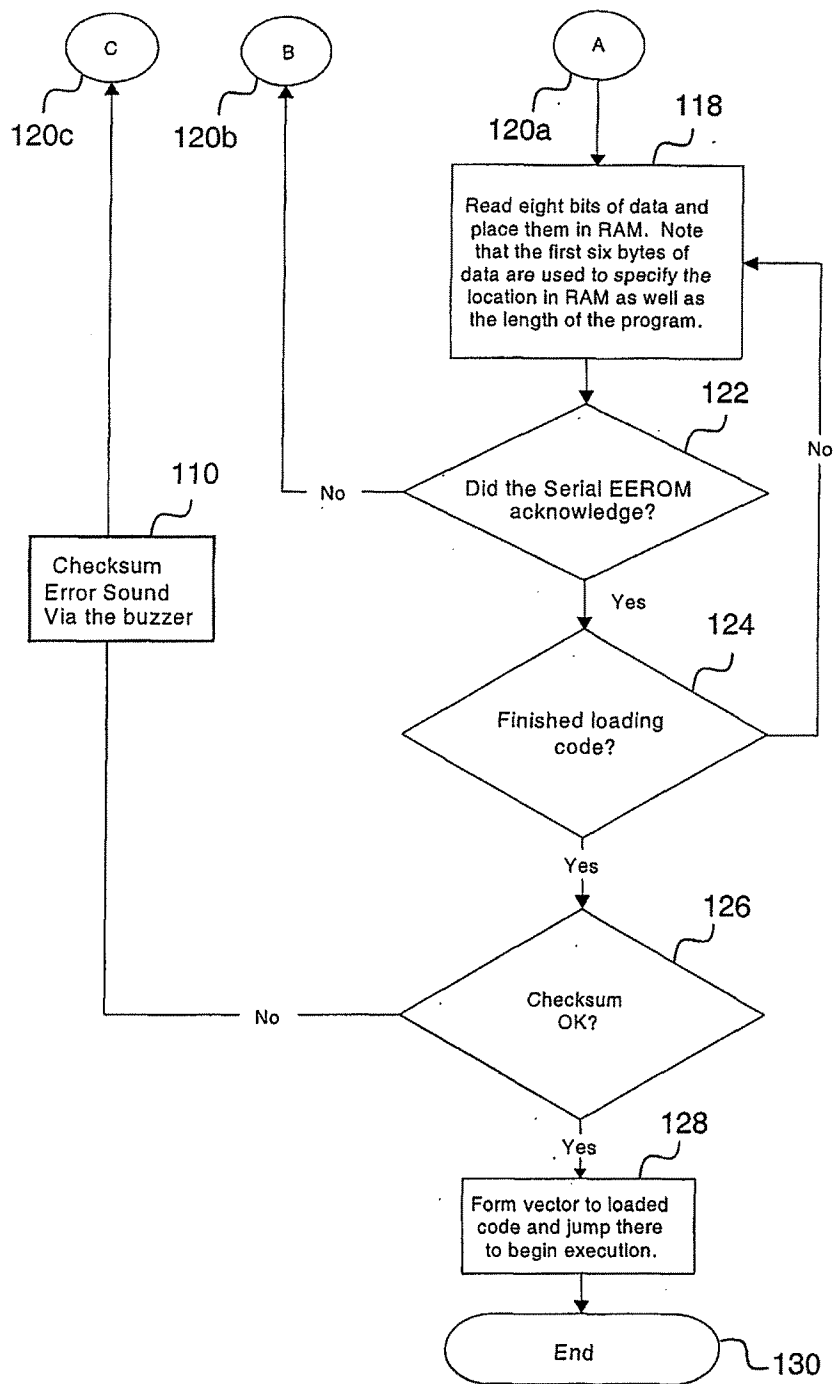 C
B
A
120c
120b
120a
118
Read eight bits of data and
place them in RAM. Note
that the first six bytes of
data are used to specify the
location in RAM as well as
the length of the program.
122
No
No
Did the Serial EEROM
acknowledge?
110
Checksum
Error Sound
Via the buzzer
Yes
124
Finished loading
code?
Yes
126
Checksum
OK?
No
Yes
128
Form vector to loaded
code and jump there
to begin execution.
End
130